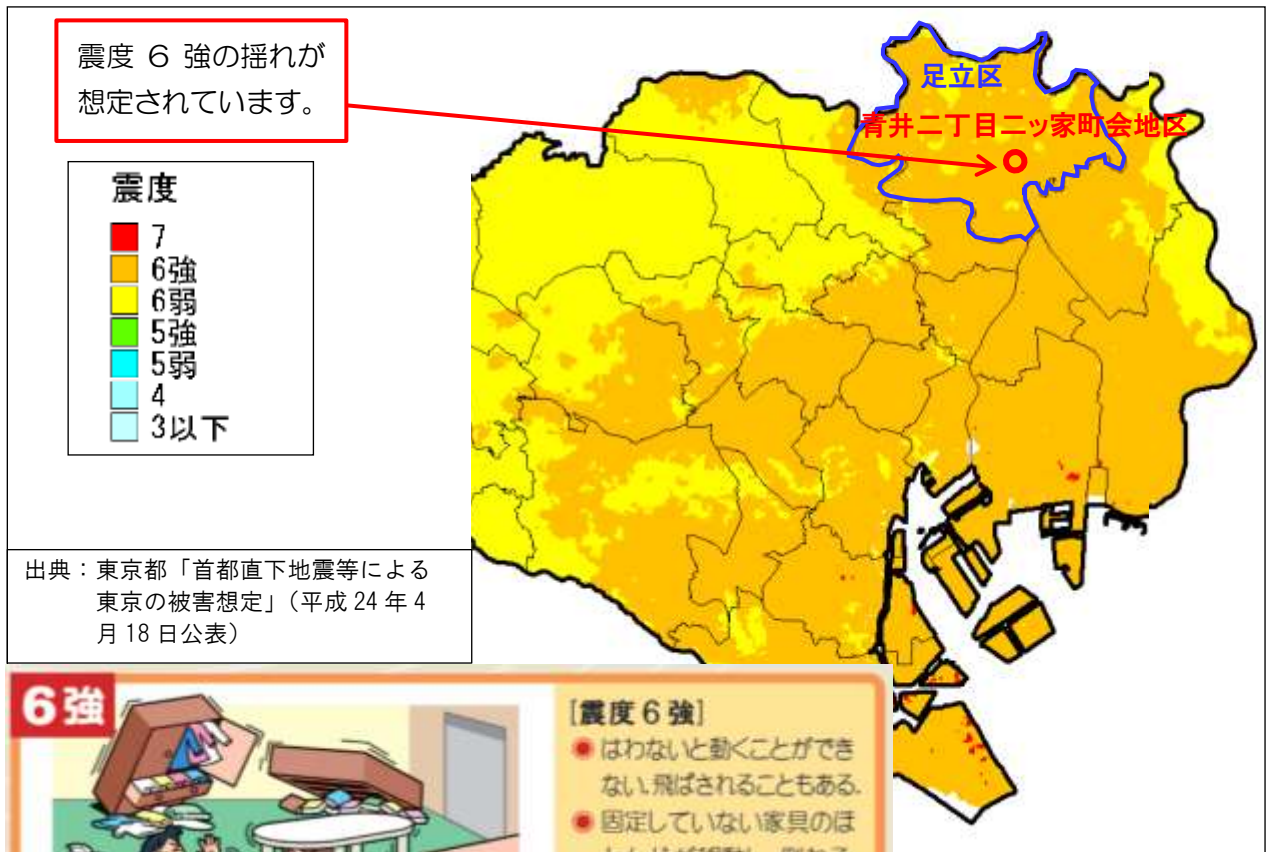 震度 6 強の揺れが
想定されています。
足立区
青井二丁目二ッ家町会地区
震度
7
6強
6弱
5強
5弱
4
3以下
出典：東京都「首都直下地震等による
東京の被害想定」（平成 24 年 4
月 18 日公表）
6強
[震度6強]
● はわないと動くことができ
ない。飛ばされることもある。
● 固定していない家具のほ